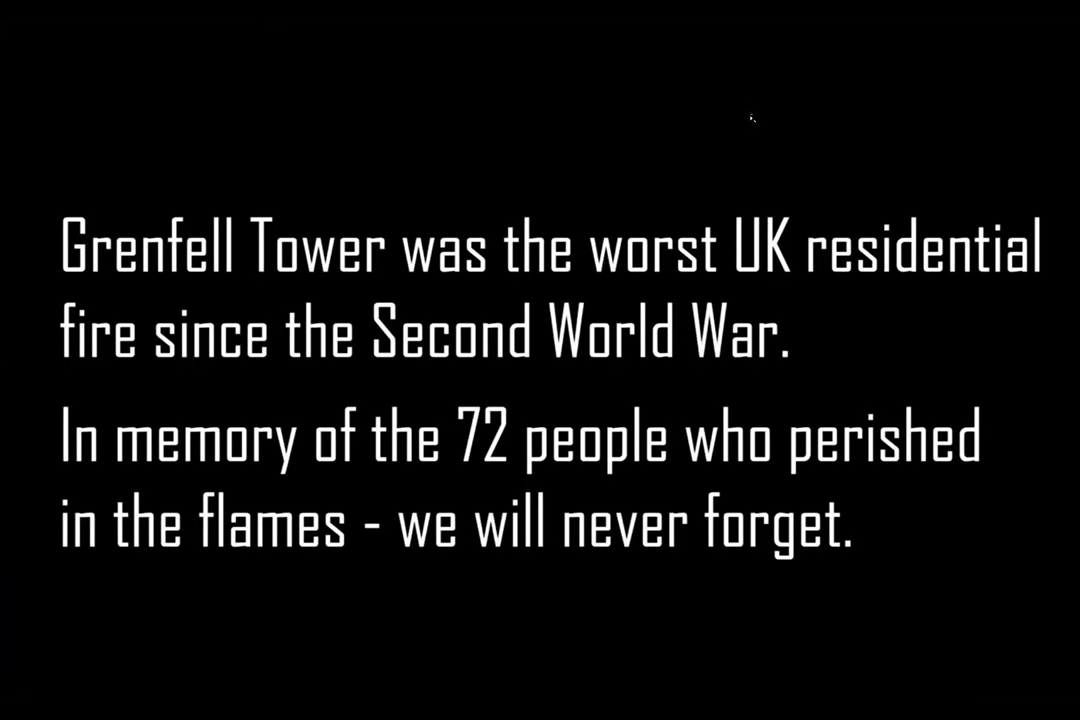 Grenfell Tower was the worst UK residential
fire since the Second World War.
In memory of the 72 people who perished
in the flames - we will never forget.